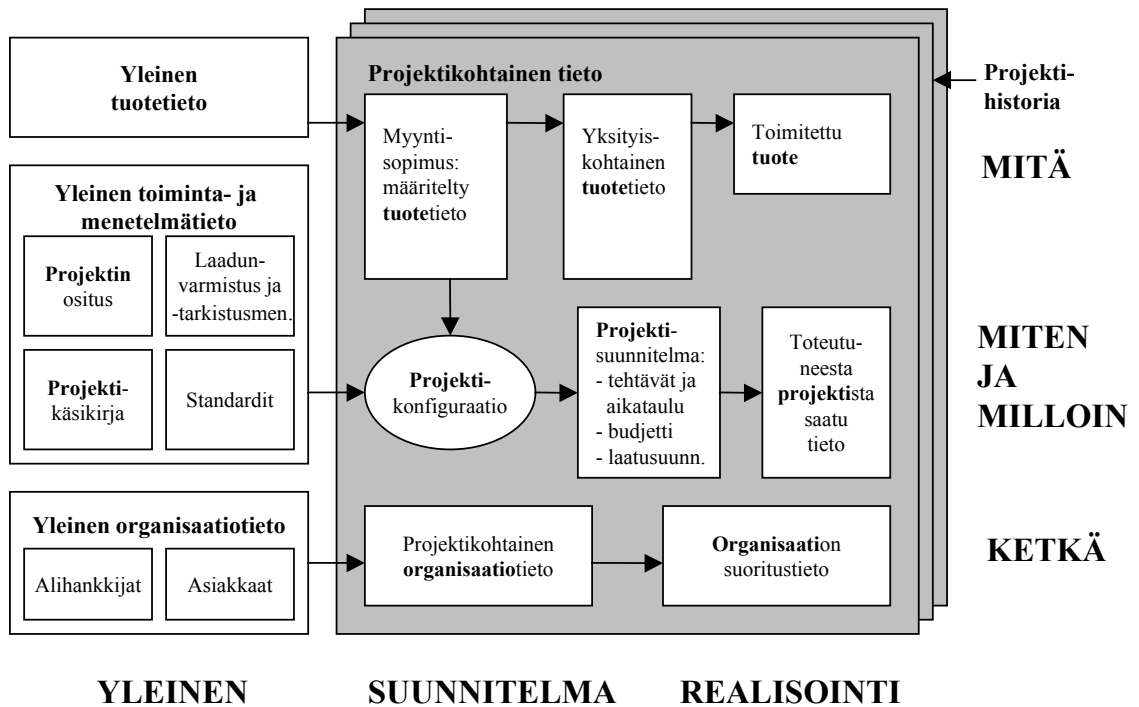 Yleinen
tuotetieto
Projektikohtainen tieto
Projekti-
historia
Myynti-
sopimus:
määritelty
tuotetieto
Yksityis-
kohtainen
tuotetieto
Toimitettu
tuote
MITÄ
Yleinen toiminta- ja
menetelmätieto
Projektin
ositus
Laadun-
varmistus ja
-tarkistusmen.
Projekti-
käsikirja
Standardit
Projekti-
konfiguraatio
Projekti-
suunnitelma:
- tehtävät ja
aikataulu
- budjetti
- laatusuunn.
Toteutu-
neesta
projektista
saatu
tieto
MITEN
JA
MILLOIN
Yleinen organisaatiotieto
Alihankkijat
Asiakkaat
Projektikohtainen
organisaatiotieto
Organisaation
suoritustieto
KETKÄ
YLEINEN
SUUNNITELMA
REALISOINTI